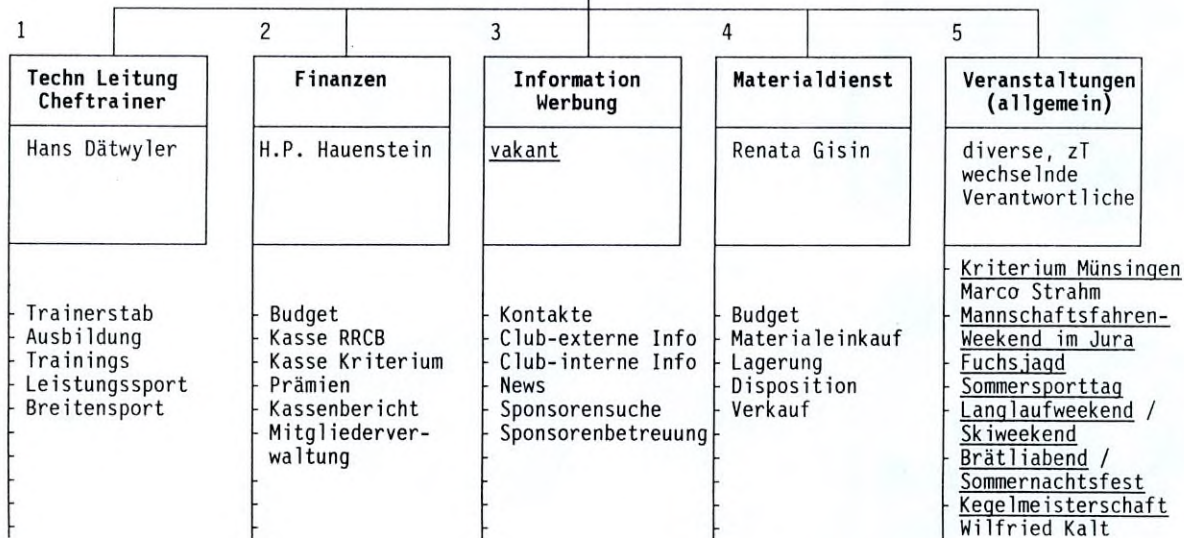 1
Techn Leitung
Cheftrainer
Hans Dätwyler
- Trainerstab
- Ausbildung
- Trainings
- Leistungssport
- Breitensport
2
Finanzen
H.P. Hauenstein
- Budget
- Kasse RRCB
- Kasse Kriterium
- Prämien
- Kassenbericht
- Mitgliederver-
waltung
3
Information
Werbung
vakant
- Kontakte
- Club-externe Info
- Club-interne Info
- News
- Sponsorensuche
- Sponsorenbetreuung
4
Materialdienst
Renata Gisin
- Budget
- Materialeinkauf
- Lagerung
- Disposition
- Verkauf
5
Veranstaltungen
(allgemein)
diverse, zT
wechselnde
Verantwortliche
- Kriterium Münsingen
Marco Strahm
- Mannschaftsfahren-
Weekend im Jura
- Fuchsjagd
- Sommersporttag
- Langlaufweekend /
Skiweekend
- Brätliabend /
Sommernachtsfest
- Kegelmeisterschaft
Wilfried Kalt